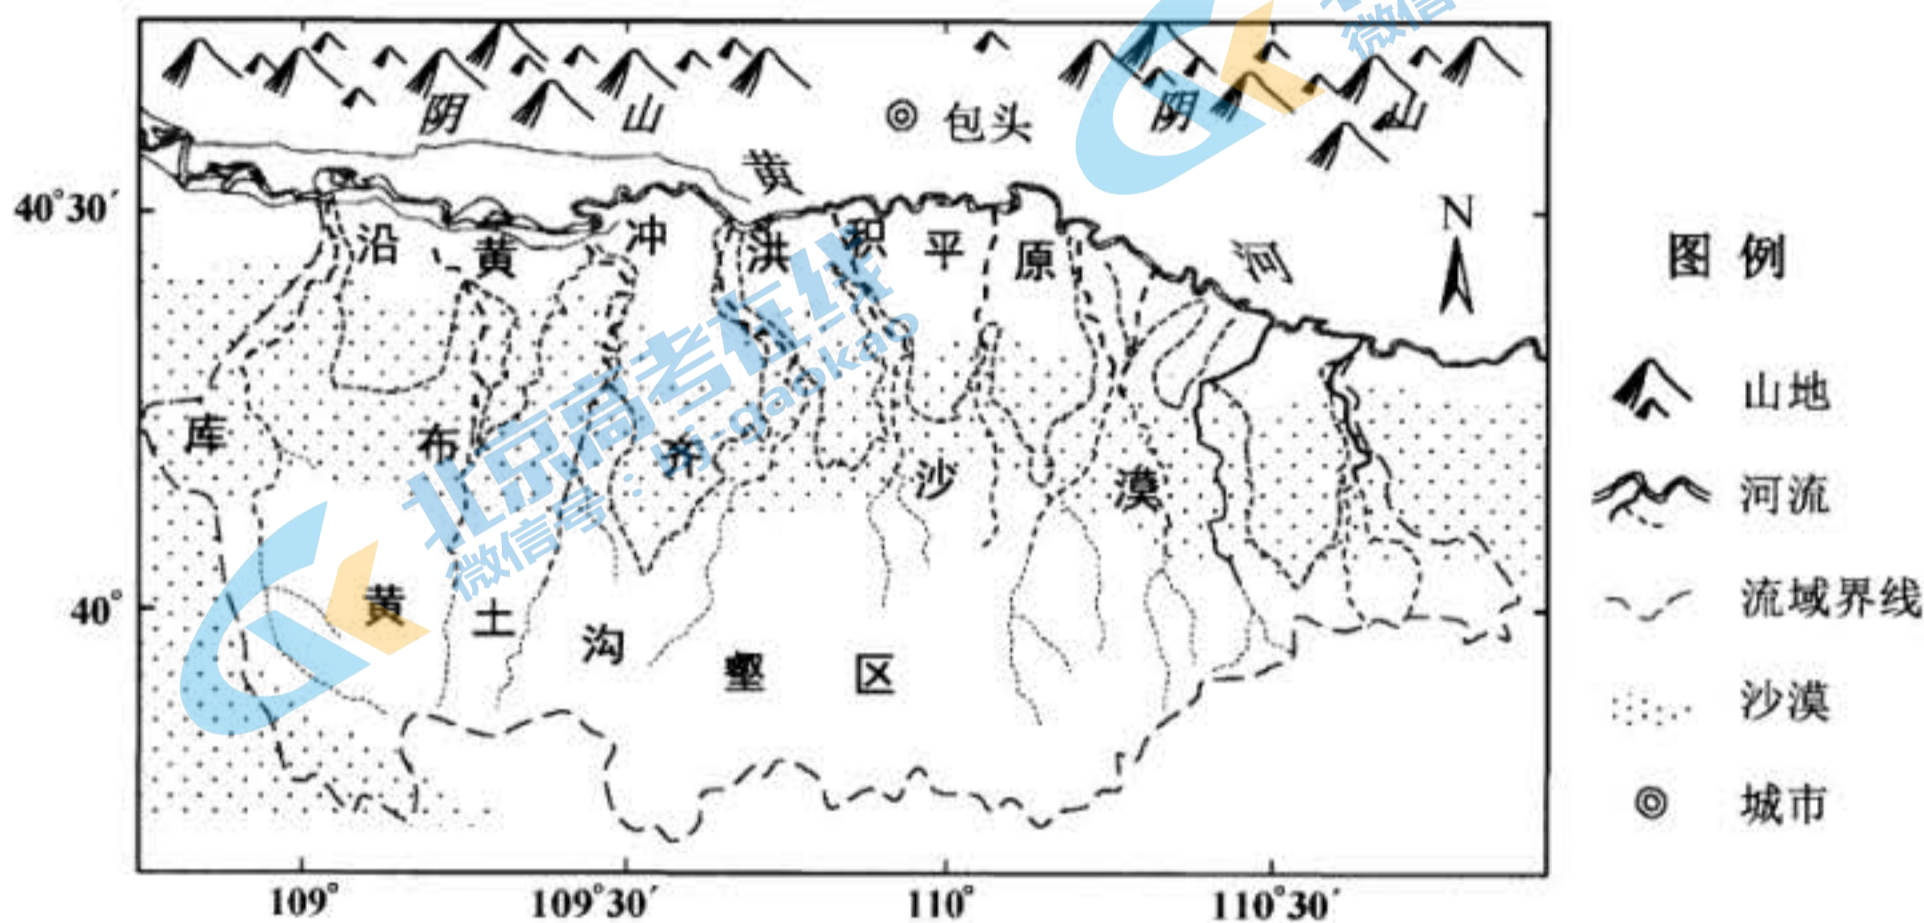 微信
阴 山 包头 阴 山
黄
40°30′
沿 黄 冲 洪 积 平 原 河
N
图 例
山地
河流
流域界线
沙漠
城市
库 布 齐 沙 漠
北京高考在线
bj-gaokao
微信号:
40°
黄 土 沟 壑 区
109° 109°30′ 110° 110°30′